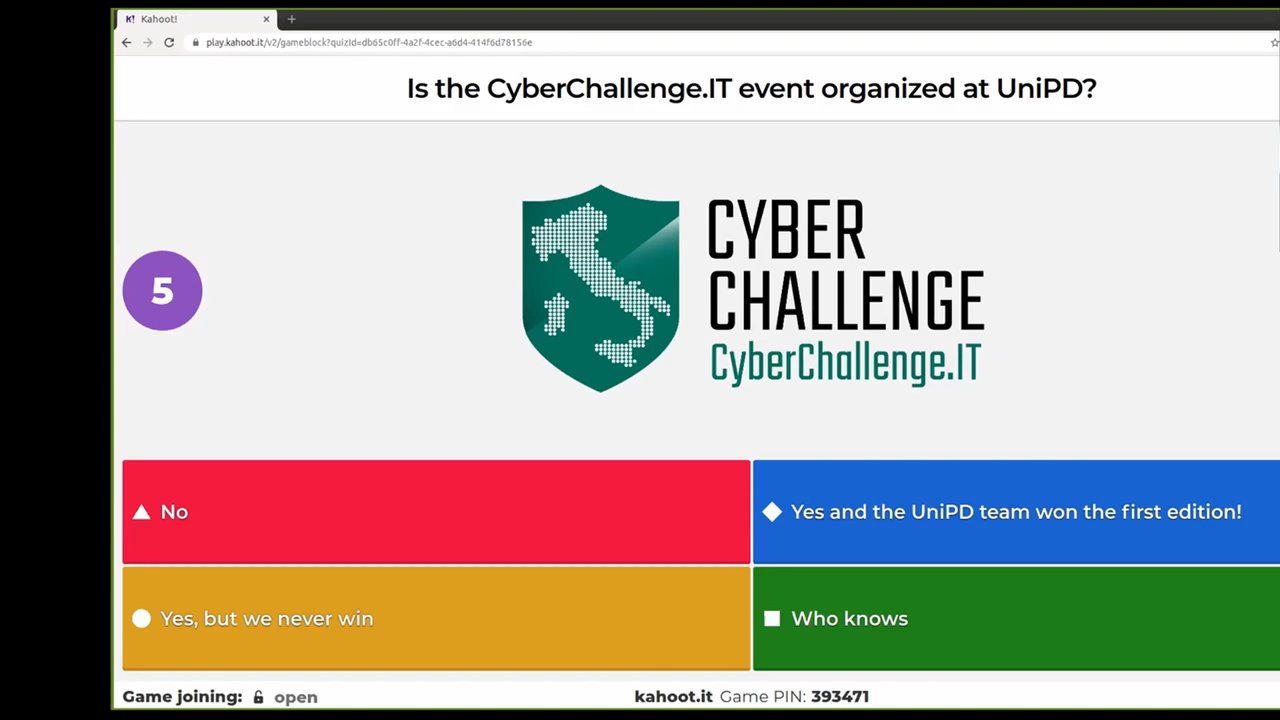 Kahoot!
play.kahoot.it/v2/gameblock?quizId=db65c0ff-4a2f-4cec-a6d4-414f6d78156e
Is the CyberChallenge.IT event organized at UniPD?
CYBER
CHALLENGE
CyberChallenge.IT
5
No
Yes and the UniPD team won the first edition!
Yes, but we never win
Who knows
Game joining: open
kahoot.it Game PIN: 393471